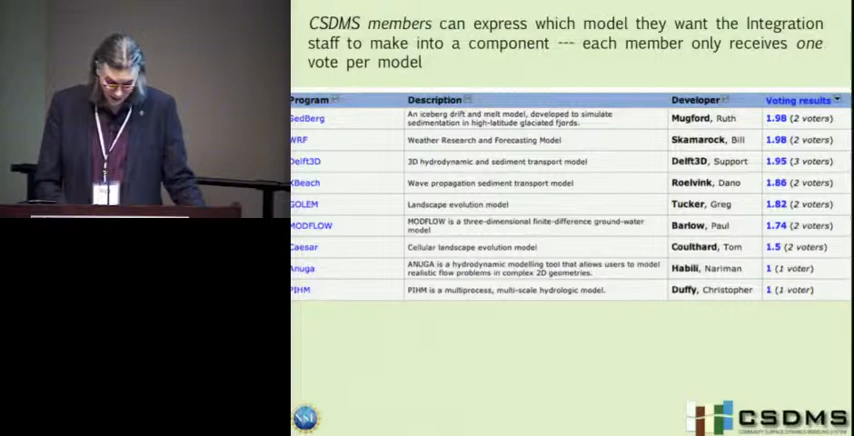 CSDMS members can express which model they want the Integration
staff to make into a component --- each member only receives one
vote per model
Program Description Developer Voting results
SedBerg An iceberg drift and melt model, developed to simulate
sedimentation in high-latitude glaciated fjords. Mugford, Ruth 1.98 (2 voters)
WRF Weather Research and Forecasting Model Skamarock, Bill 1.98 (2 voters)
Delft3D 3D hydrodynamic and sediment transport model Delft3D, Support 1.95 (3 voters)
XBeach Wave propagation sediment transport model Roelvink, Dano 1.86 (2 voters)
GOLEM Landscape evolution model Tucker, Greg 1.82 (2 voters)
MODFLOW MODFLOW is a three-dimensional finite-difference ground-water
model Barlow, Paul 1.74 (2 voters)
Caesar Cellular landscape evolution model Coulthard, Tom 1.5 (2 voters)
Anuga ANUGA is a hydrodynamic modelling tool that allows users to model
realistic flow problems in complex 2D geometries. Habili, Nariman 1 (1 voter)
PIHM PIHM is a multiprocess, multi-scale hydrologic model. Duffy, Christopher 1 (1 voter)
NSF
CSDMS
COMMUNITY SURFACE DYNAMICS MODELING SYSTEM